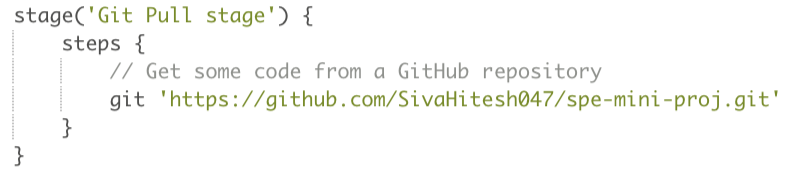 stage('Git Pull stage') {
    steps {
        // Get some code from a GitHub repository
        git 'https://github.com/SivaHitesh047/spe-mini-proj.git'
    }
}